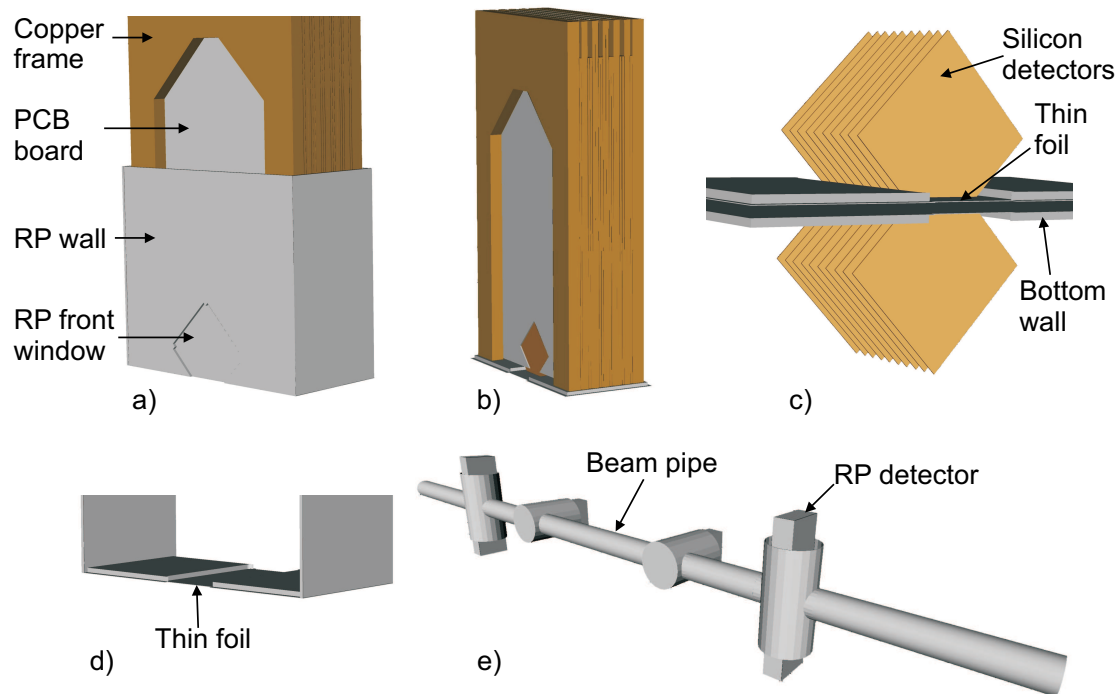 Copper
frame
PCB
board
RP wall
RP front
window
a)
b)
Silicon
detectors
Thin
foil
Bottom
wall
c)
Thin foil
d)
Beam pipe
RP detector
e)